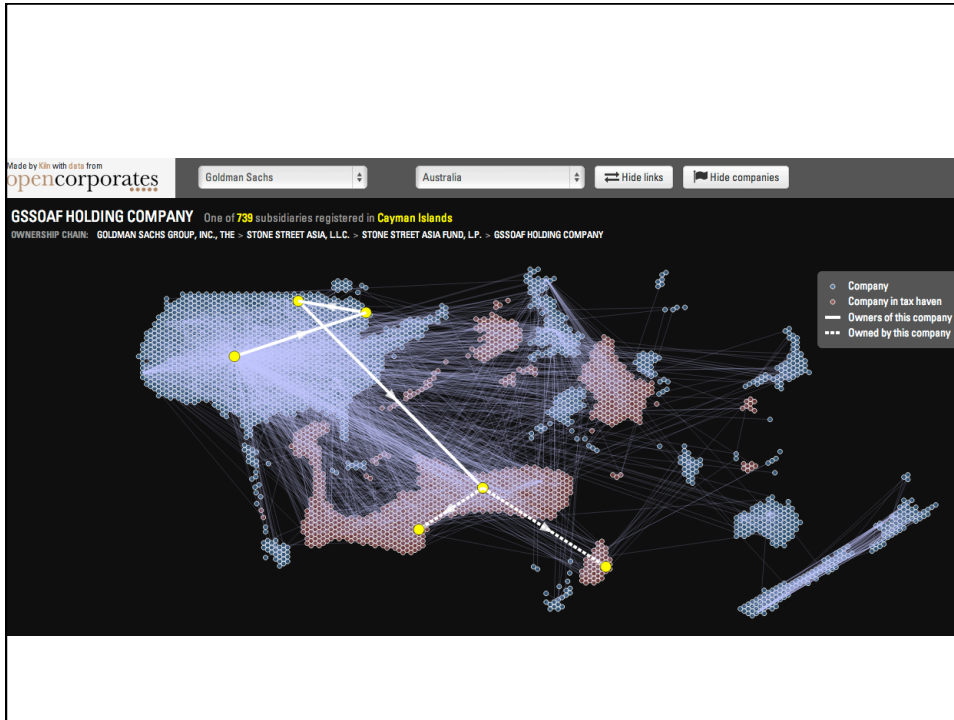 Made by Kiln with data from
opencorporates
Goldman Sachs
Australia
Hide links
Hide companies
GSSOAF HOLDING COMPANY One of 739 subsidiaries registered in Cayman Islands
OWNERSHIP CHAIN: GOLDMAN SACHS GROUP, INC., THE > STONE STREET ASIA, L.L.C. > STONE STREET ASIA FUND, L.P. > GSSOAF HOLDING COMPANY
Company
Company in tax haven
Owners of this company
Owned by this company